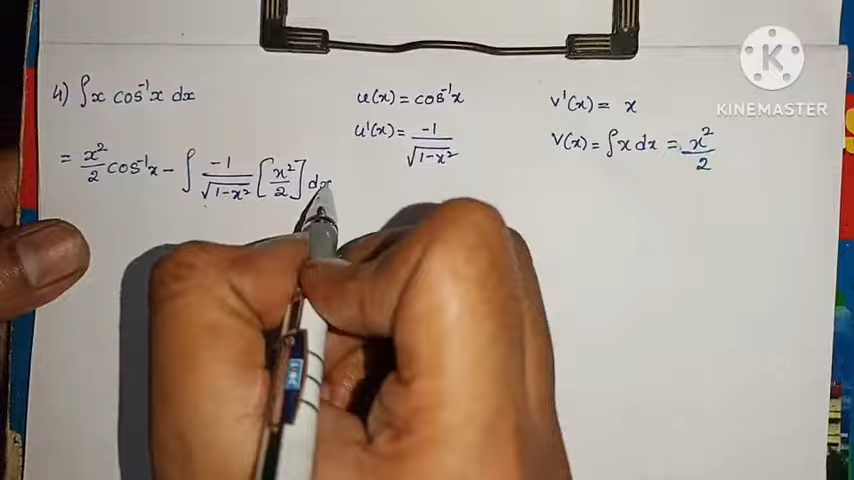 4) ∫ x cos⁻¹x dx
u(x) = cos⁻¹x
v'(x) = x
u'(x) = -1/√(1-x²)
v(x) = ∫ x dx = x²/2
= x²/2 cos⁻¹x - ∫ -1/√(1-x²) [x²/2] dx
K
KINEMASTER